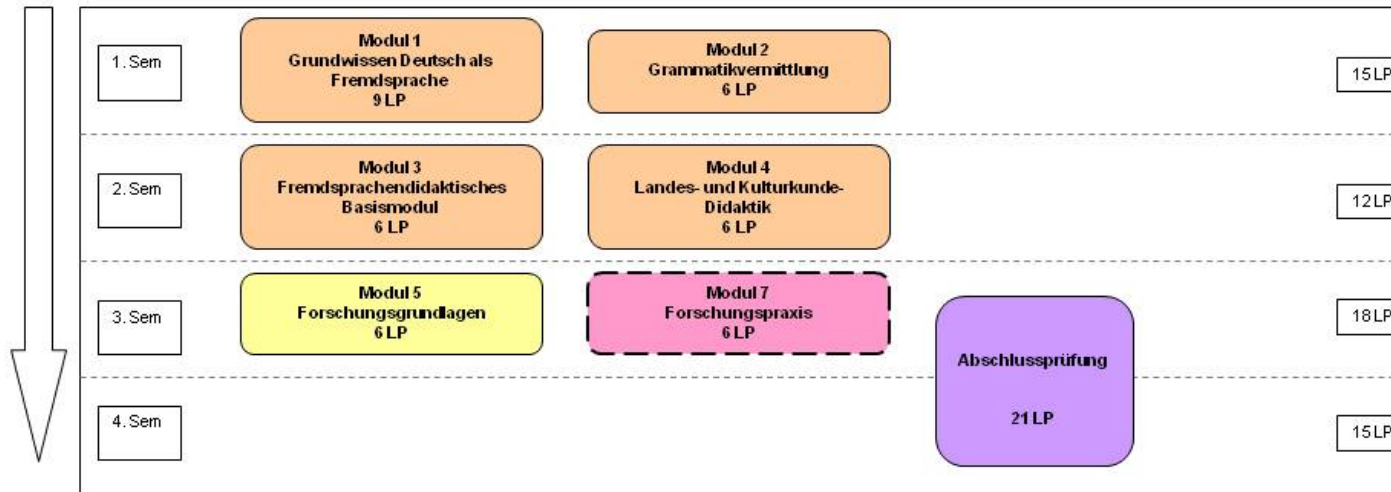 1. Sem
Modul 1
Grundwissen Deutsch als
Fremdsprache
9 LP
Modul 2
Grammatikvermittlung
6 LP
15 LP
2. Sem
Modul 3
Fremdsprachendidaktisches
Basismodul
6 LP
Modul 4
Landes- und Kulturkunde-
Didaktik
6 LP
12 LP
3. Sem
Modul 5
Forschungsgrundlagen
6 LP
Modul 7
Forschungspraxis
6 LP
Abschlussprüfung
21 LP
18 LP
4. Sem
15 LP